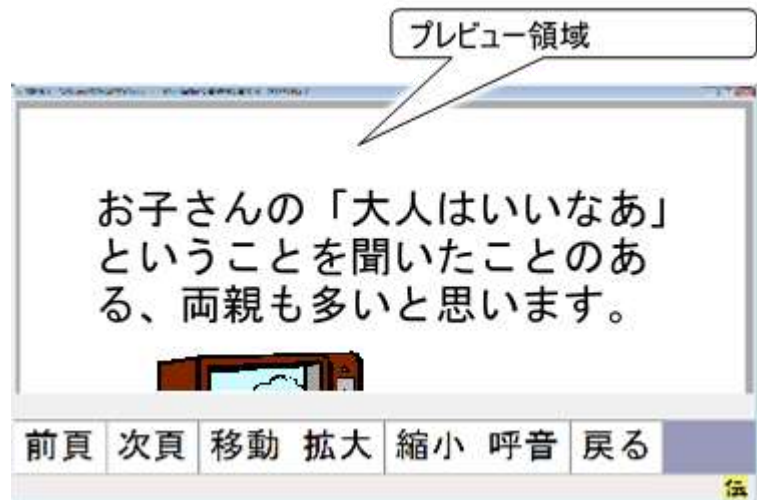 プレビュー領域
お子さんの「大人はいいなあ」
ということを聞いたことのあ
る、両親も多いと思います。
前頁 次頁 移動 拡大 縮小 呼音 戻る
伝